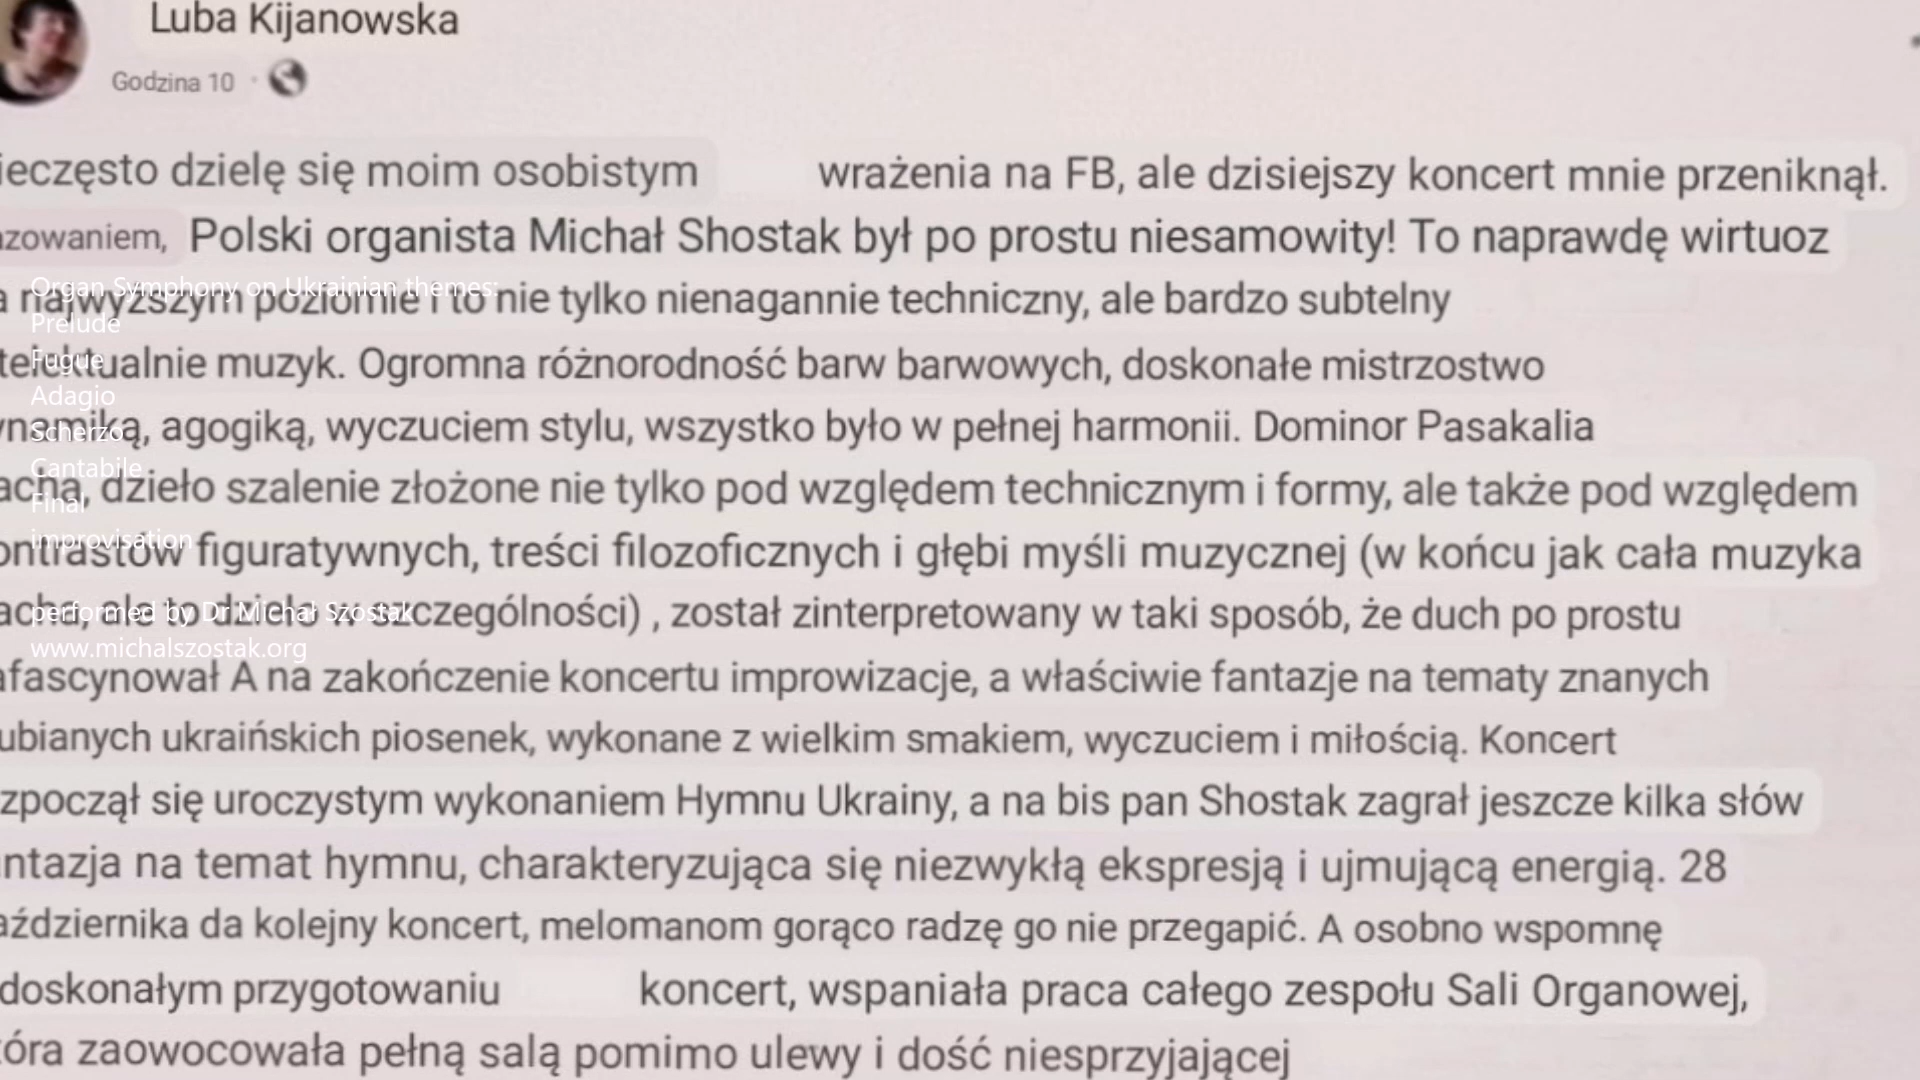 Luba Kijanowska
Godzina 10 ·
ieczęsto dzielę się moim osobistym wrażenia na FB, ale dzisiejszy koncert mnie przeniknął.
azowaniem, Polski organista Michał Shostak był po prostu niesamowity! To naprawdę wirtuoz
a najwyższym poziomie i to nie tylko nienagannie techniczny, ale bardzo subtelny
telektualnie muzyk. Ogromna różnorodność barw barwowych, doskonałe mistrzostwo
ynamiką, agogiką, wyczuciem stylu, wszystko było w pełnej harmonii. Dominor Pasakalia
acha, dzieło szalenie złożone nie tylko pod względem technicznym i formy, ale także pod względem
ontrastów figuratywnych, treści filozoficznych i głębi myśli muzycznej (w końcu jak cała muzyka
acha, ale to dzieło w szczególności) , został zinterpretowany w taki sposób, że duch po prostu
afascynował A na zakończenie koncertu improwizacje, a właściwie fantazje na tematy znanych
ubianych ukraińskich piosenek, wykonane z wielkim smakiem, wyczuciem i miłością. Koncert
zpoczął się uroczystym wykonaniem Hymnu Ukrainy, a na bis pan Shostak zagrał jeszcze kilka słów
ntazja na temat hymnu, charakteryzująca się niezwykłą ekspresją i ujmującą energią. 28
aździernika da kolejny koncert, melomanom gorąco radzę go nie przegapić. A osobno wspomnę
doskonałym przygotowaniu koncert, wspaniała praca całego zespołu Sali Organowej,
tóra zaowocowała pełną salą pomimo ulewy i dość niesprzyjającej
Organ Symphony on Ukrainian themes:
Prelude
Fugue
Adagio
Scherzo
Cantabile
Final
improvisation
performed by Dr Michał Szostak
www.michalszostak.org